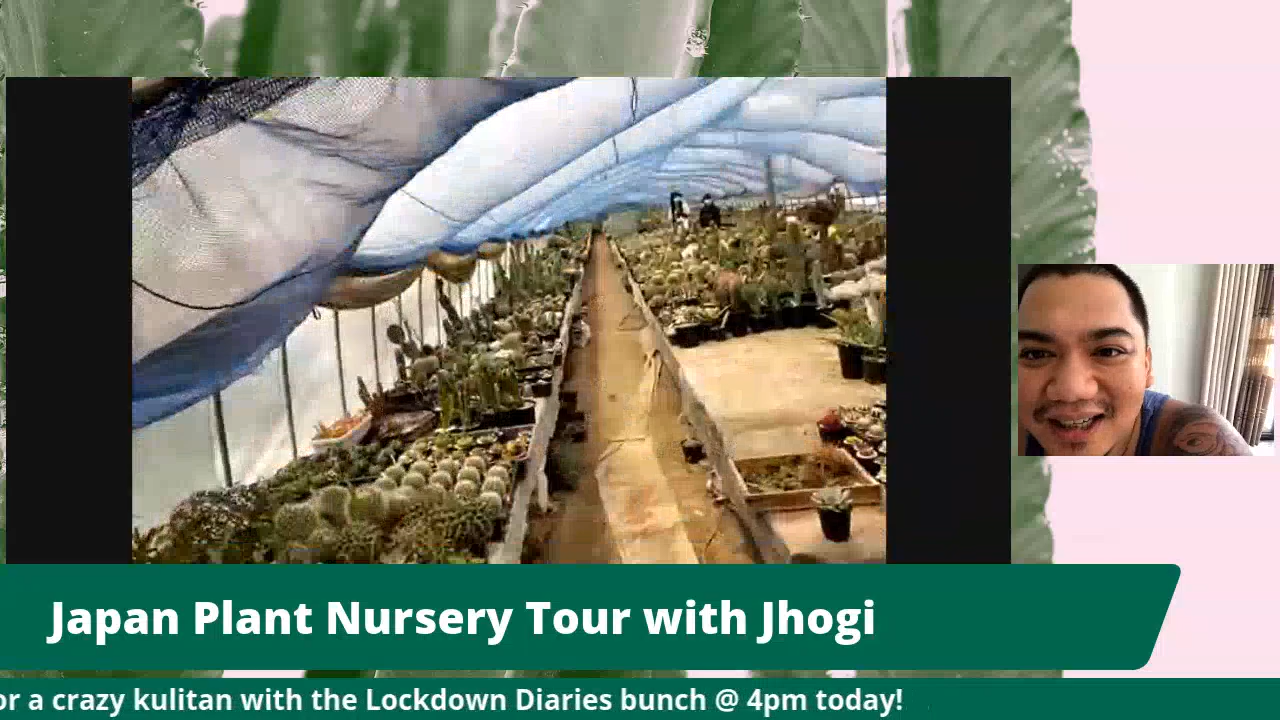 Japan Plant Nursery Tour with Jhogi
or a crazy kulitan with the Lockdown Diaries bunch @ 4pm today!